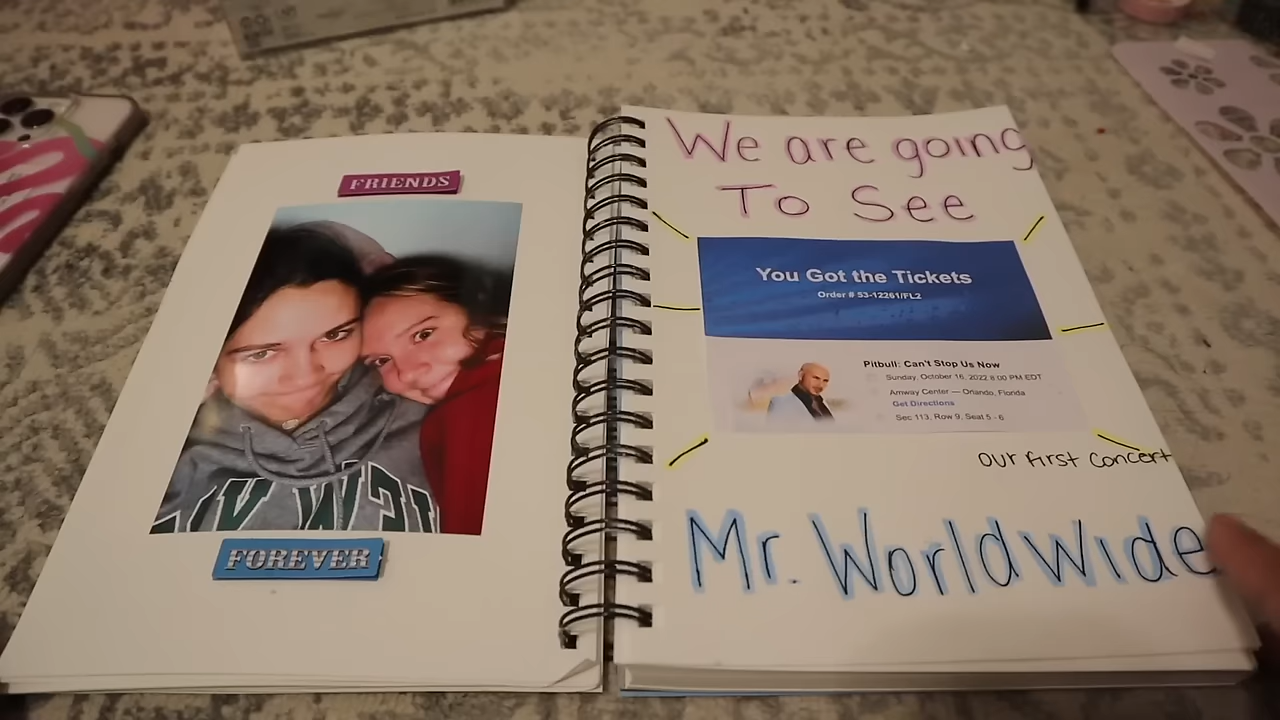 FRIENDS
FOREVER
We are going
To See
You Got the Tickets
Order # 53-12261/FL2
Pitbull: Can't Stop Us Now
Sunday, October 16, 2022 8:00 PM EDT
Amway Center — Orlando, Florida
Get Directions
Sec 113, Row 9, Seat 5 - 6
our first concert
Mr. Worldwide